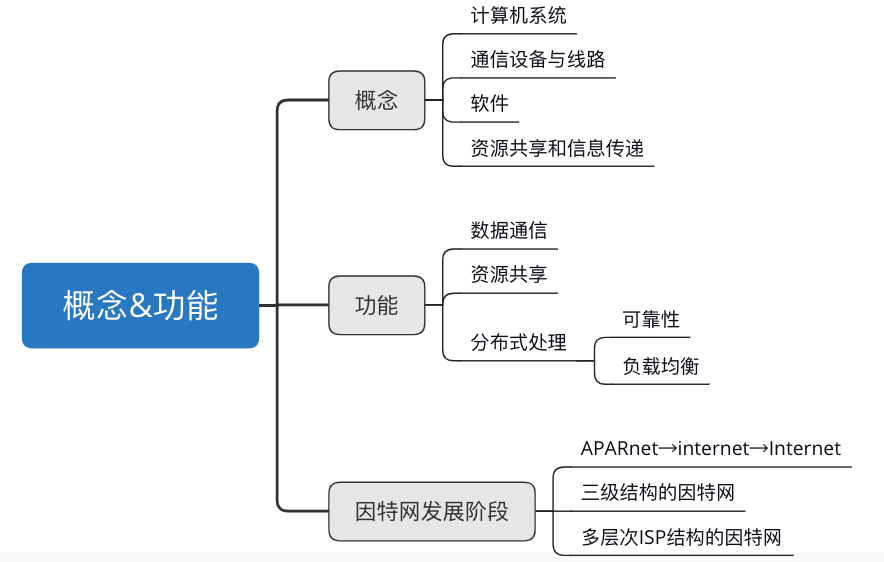 概念&功能
概念
计算机系统
通信设备与线路
软件
资源共享和信息传递
功能
数据通信
资源共享
分布式处理
可靠性
负载均衡
因特网发展阶段
APARnet→internet→Internet
三级结构的因特网
多层次ISP结构的因特网